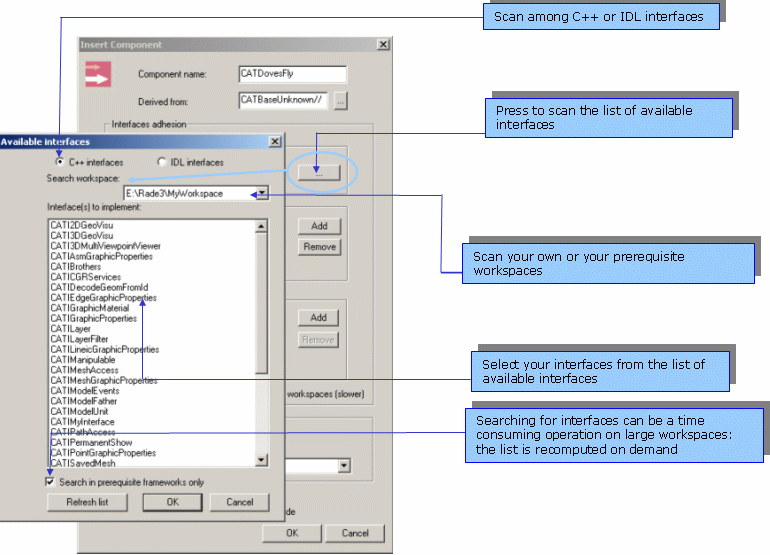 Scan among C++ or IDL interfaces
Insert Component
Component name:
CATDovesFly
Derived from:
CATBaseUnknown//
...
Interfaces adhesion
Press to scan the list of available
interfaces
Available interfaces
C++ interfaces
IDL interfaces
...
Search workspace:
E:\Rade3\MyWorkspace
Interface(s) to implement:
CATI2DGeoVisu
CATI3DGeoVisu
CATI3DMultiViewpointViewer
CATIAsmGraphicProperties
CATIBrothers
CATICGRServices
CATIDecodeGeomFromId
CATIEdgeGraphicProperties
CATIGraphicMaterial
CATIGraphicProperties
CATILayer
CATILayerFilter
CATILineicGraphicProperties
CATIManipulable
CATIMeshAccess
CATIMeshGraphicProperties
CATIModelEvents
CATIModelFather
CATIModelUnit
CATIMyInterface
CATIPathAccess
CATIPermanentShow
CATIPointGraphicProperties
CATISavedMesh
Add
Remove
Scan your own or your prerequisite
workspaces
Add
Remove
Select your interfaces from the list of
available interfaces
workspaces (slower)
Searching for interfaces can be a time
consuming operation on large workspaces:
the list is recomputed on demand
Search in prerequisite frameworks only
Refresh list
OK
Cancel
de
OK
Cancel